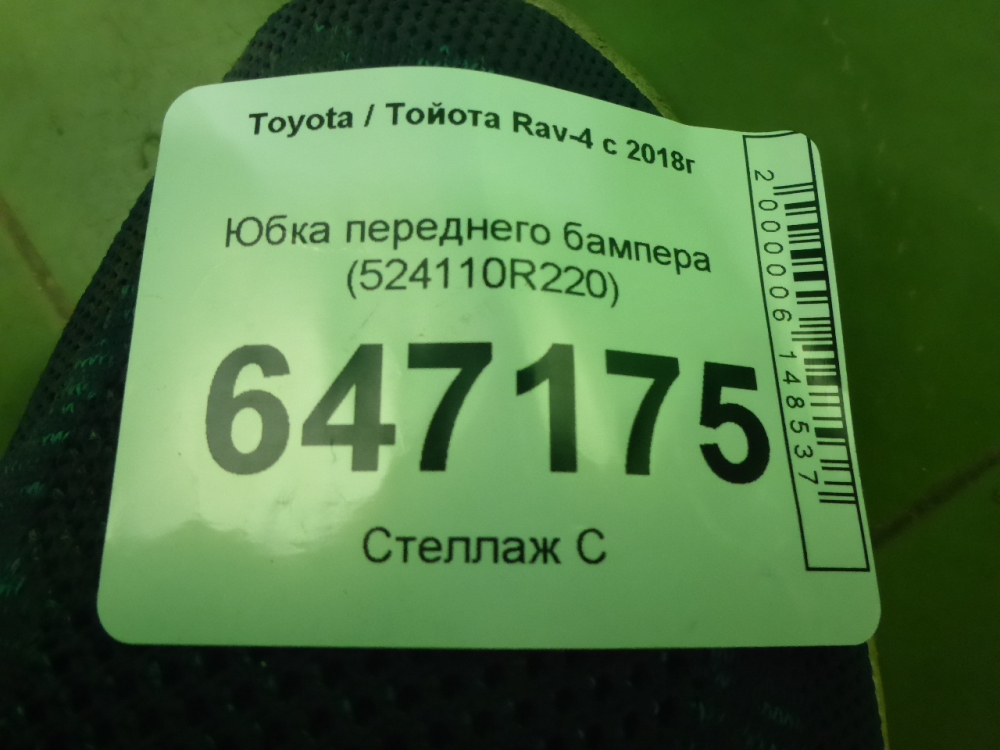 Toyota / Тойота Rav-4 с 2018г
Юбка переднего бампера
(524110R220)
647175
Стеллаж С
2000006148537